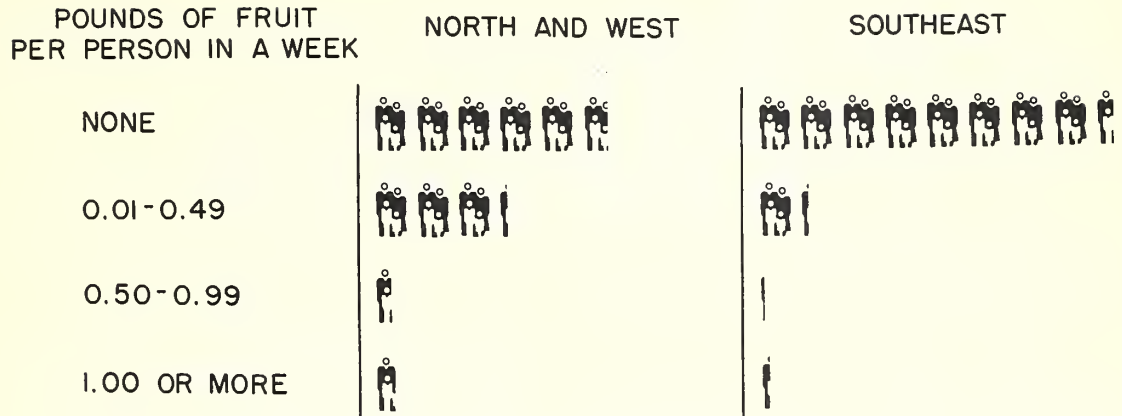 POUNDS OF FRUIT
PER PERSON IN A WEEK
NORTH AND WEST
SOUTHEAST
NONE
0.01-0.49
0.50-0.99
1.00 OR MORE